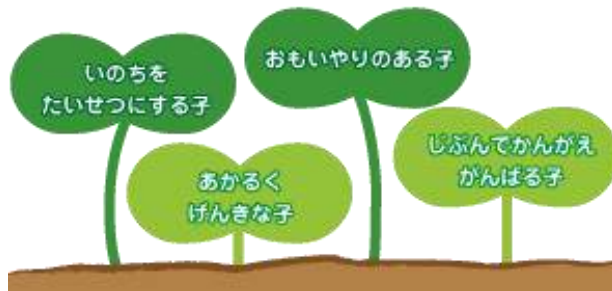 いのちを
たいせつにする子
おもいやりのある子
あかるく
げんきな子
じぶんでかんがえ
がんばる子